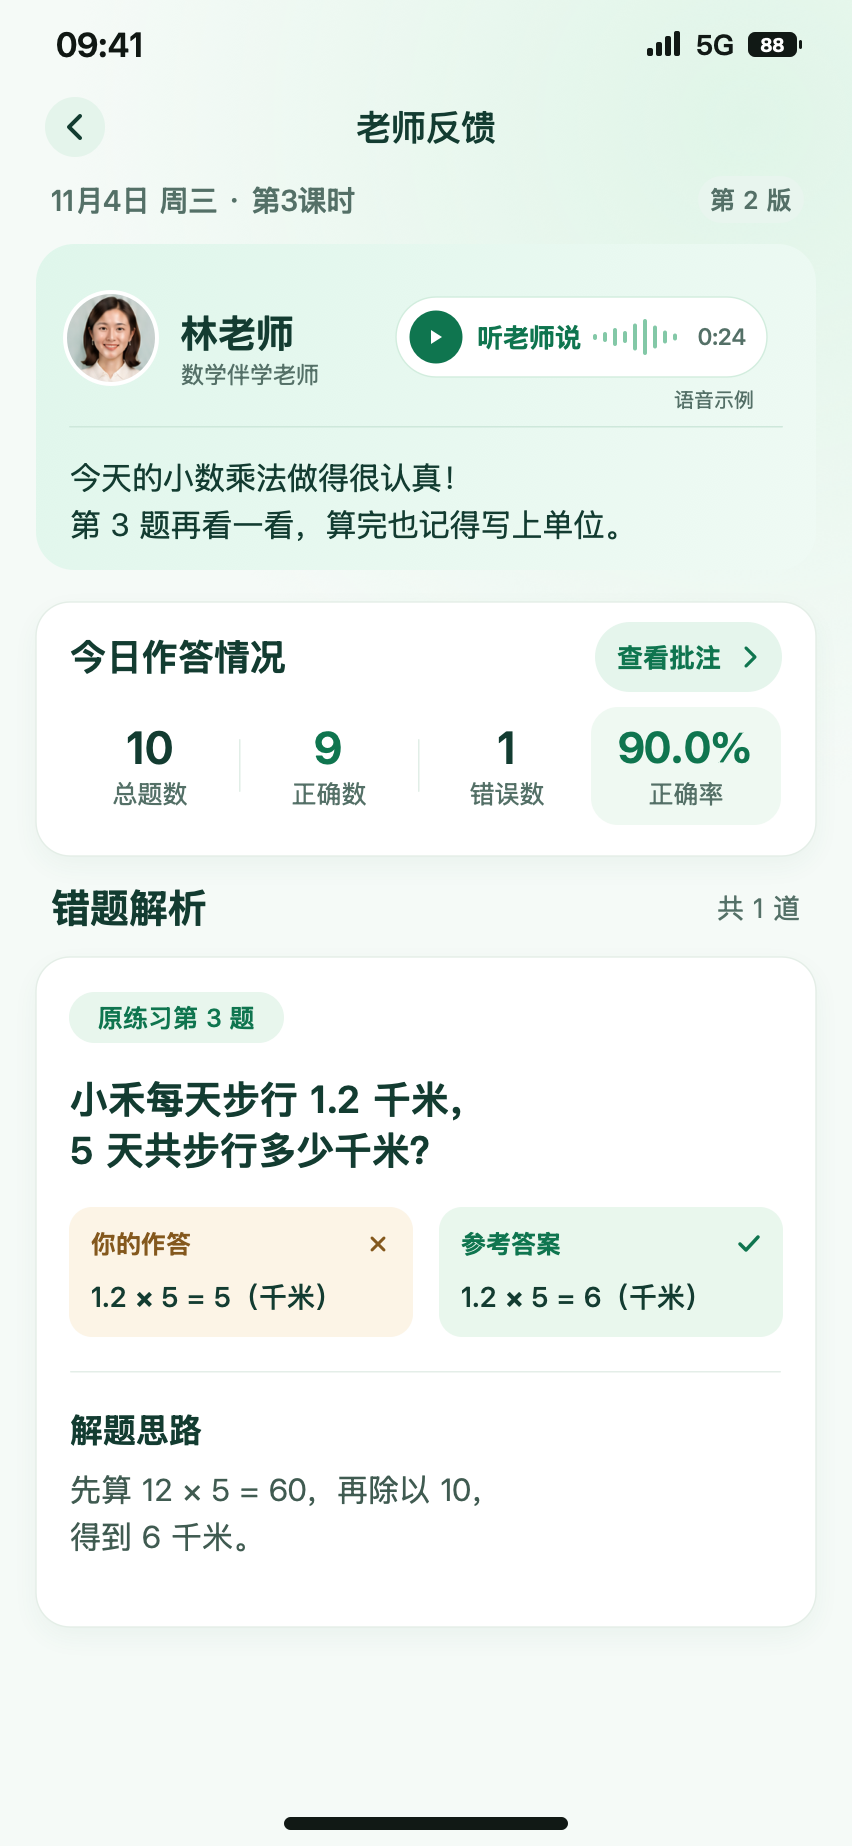 09:41
5G 88
老师反馈
11月4日 周三 · 第3课时
第 2 版
林老师
数学伴学老师
听老师说 0:24
语音示例
今天的小数乘法做得很认真！
第 3 题再看一看，算完也记得写上单位。
今日作答情况
查看批注
10 9 1 90.0%
总题数 正确数 错误数 正确率
错题解析
共 1 道
原练习第 3 题
小禾每天步行 1.2 千米，
5 天共步行多少千米？
你的作答
1.2 × 5 = 5（千米）
参考答案
1.2 × 5 = 6（千米）
解题思路
先算 12 × 5 = 60，再除以 10，
得到 6 千米。